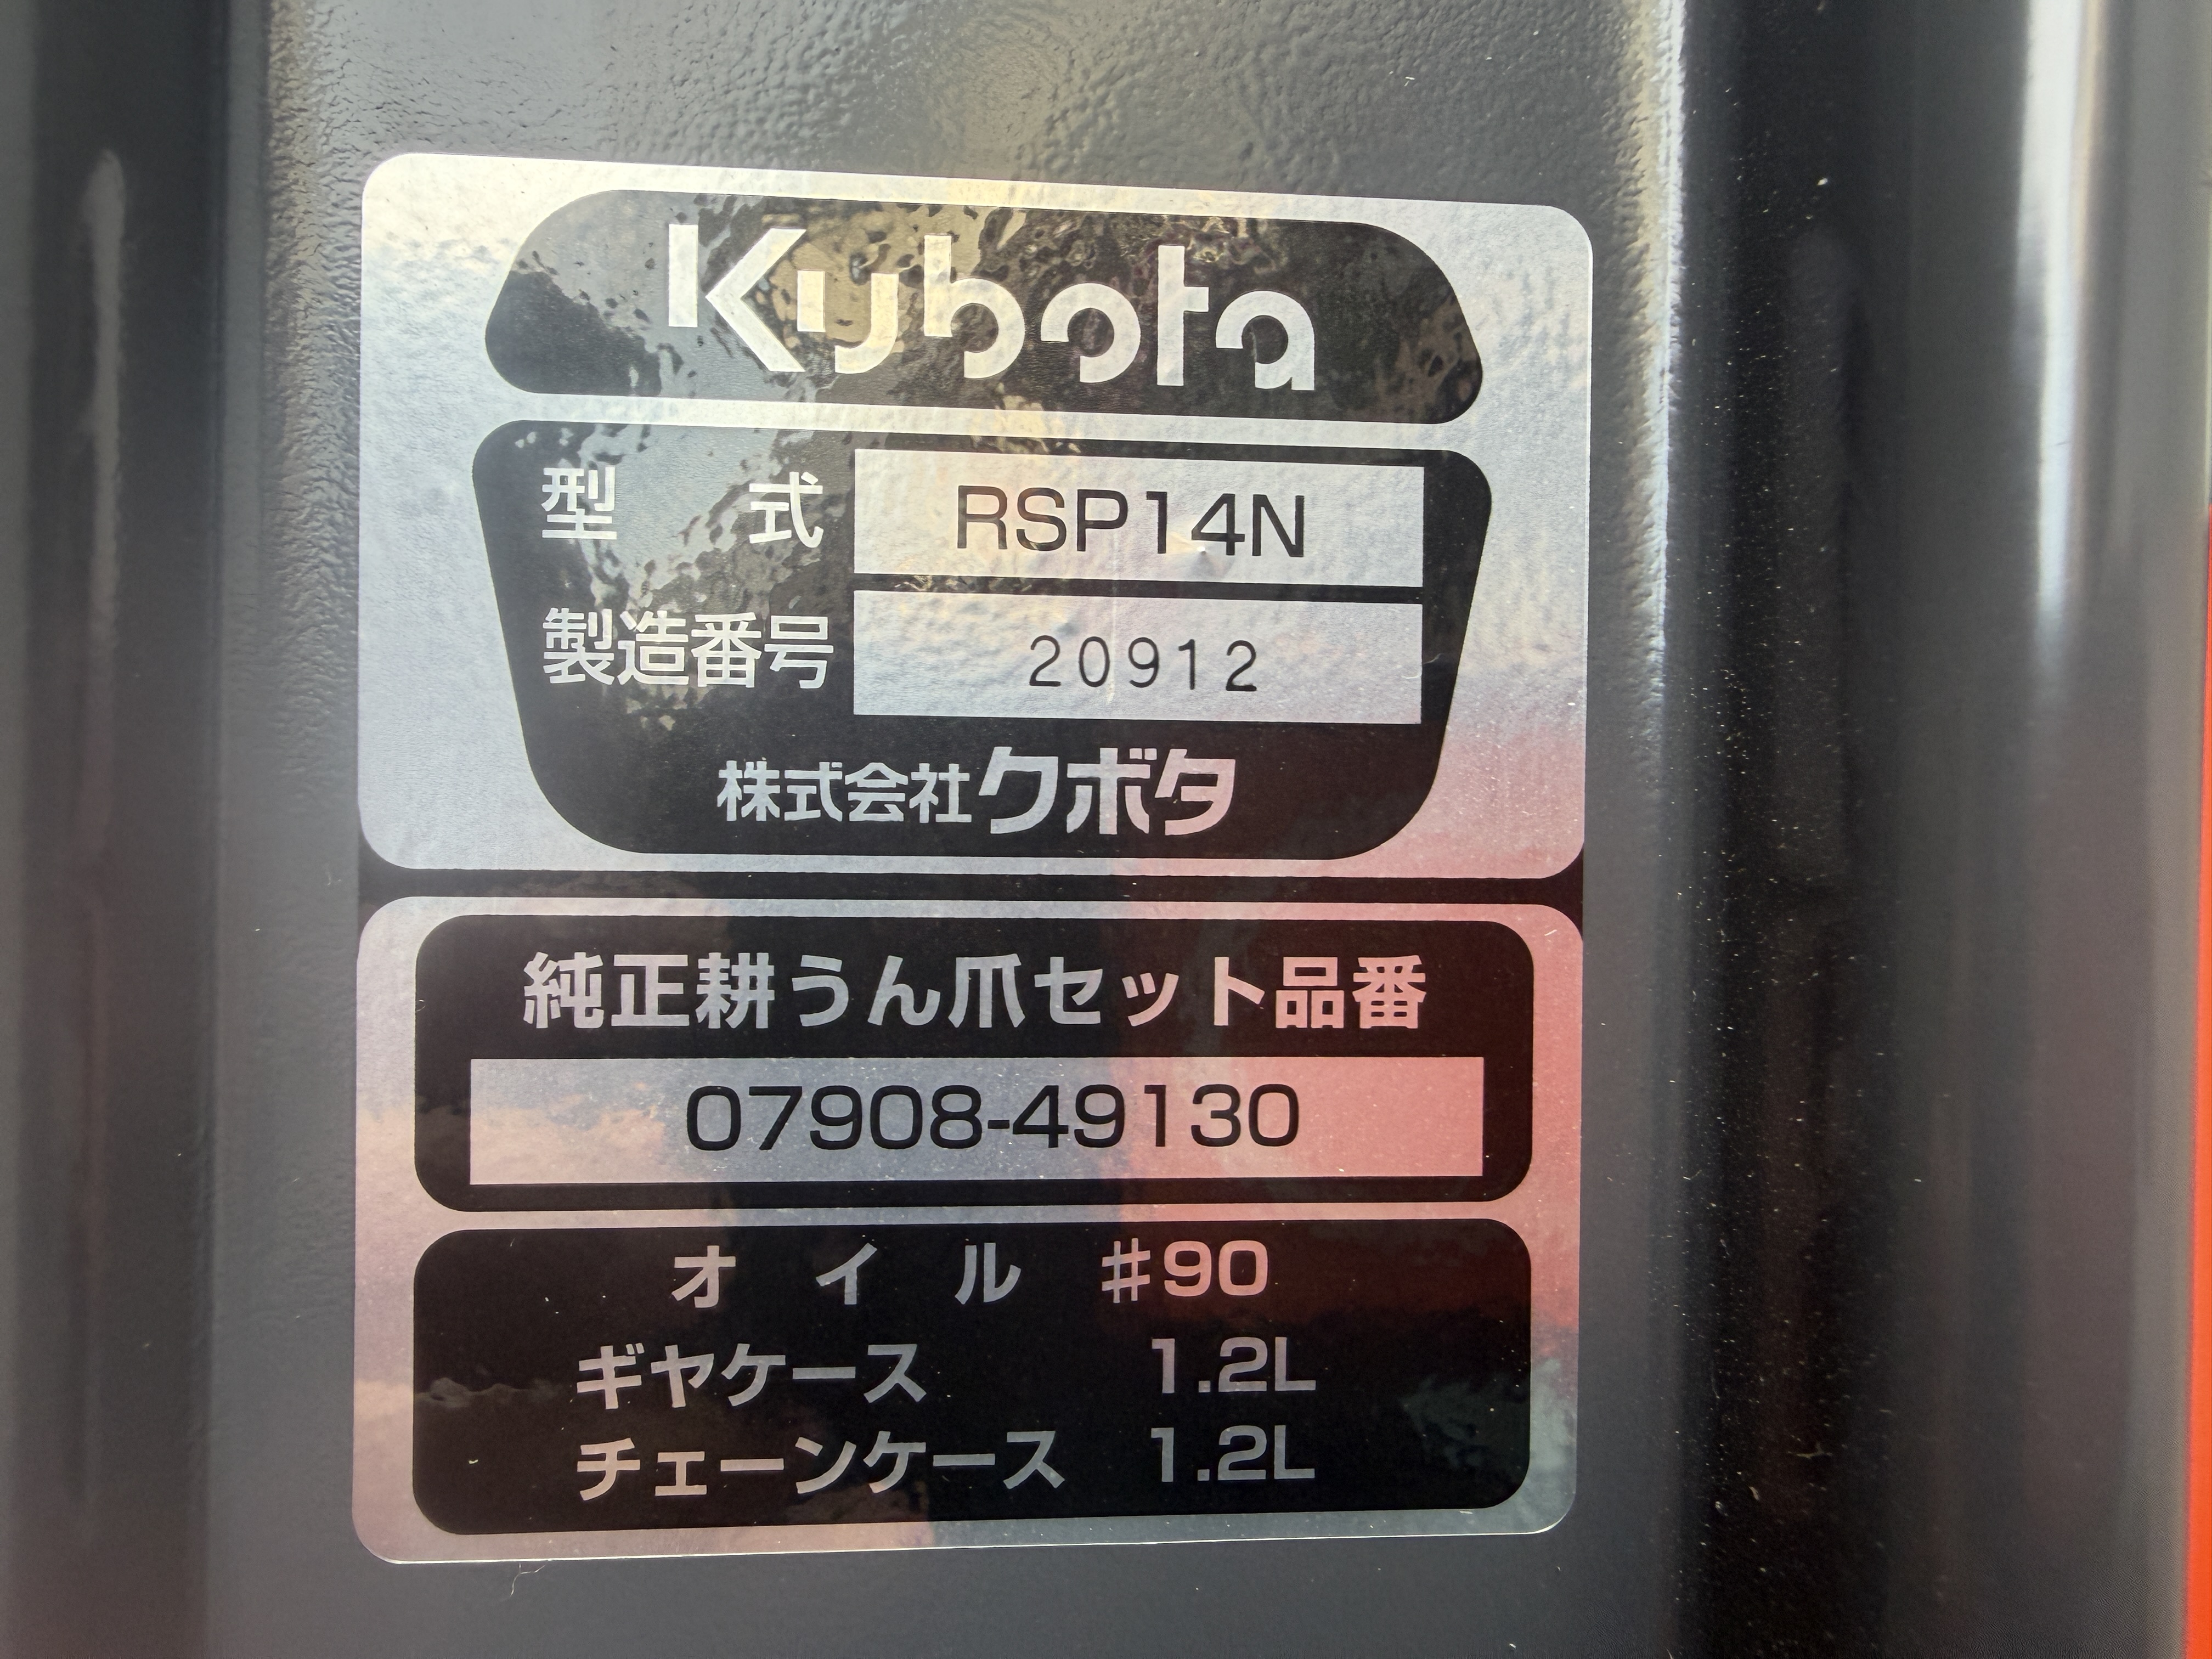 Kubota
型式 RSP14N
製造番号 20912
株式会社クボタ
純正耕うん爪セット品番
07908-49130
オイル #90
ギヤケース 1.2L
チェーンケース 1.2L